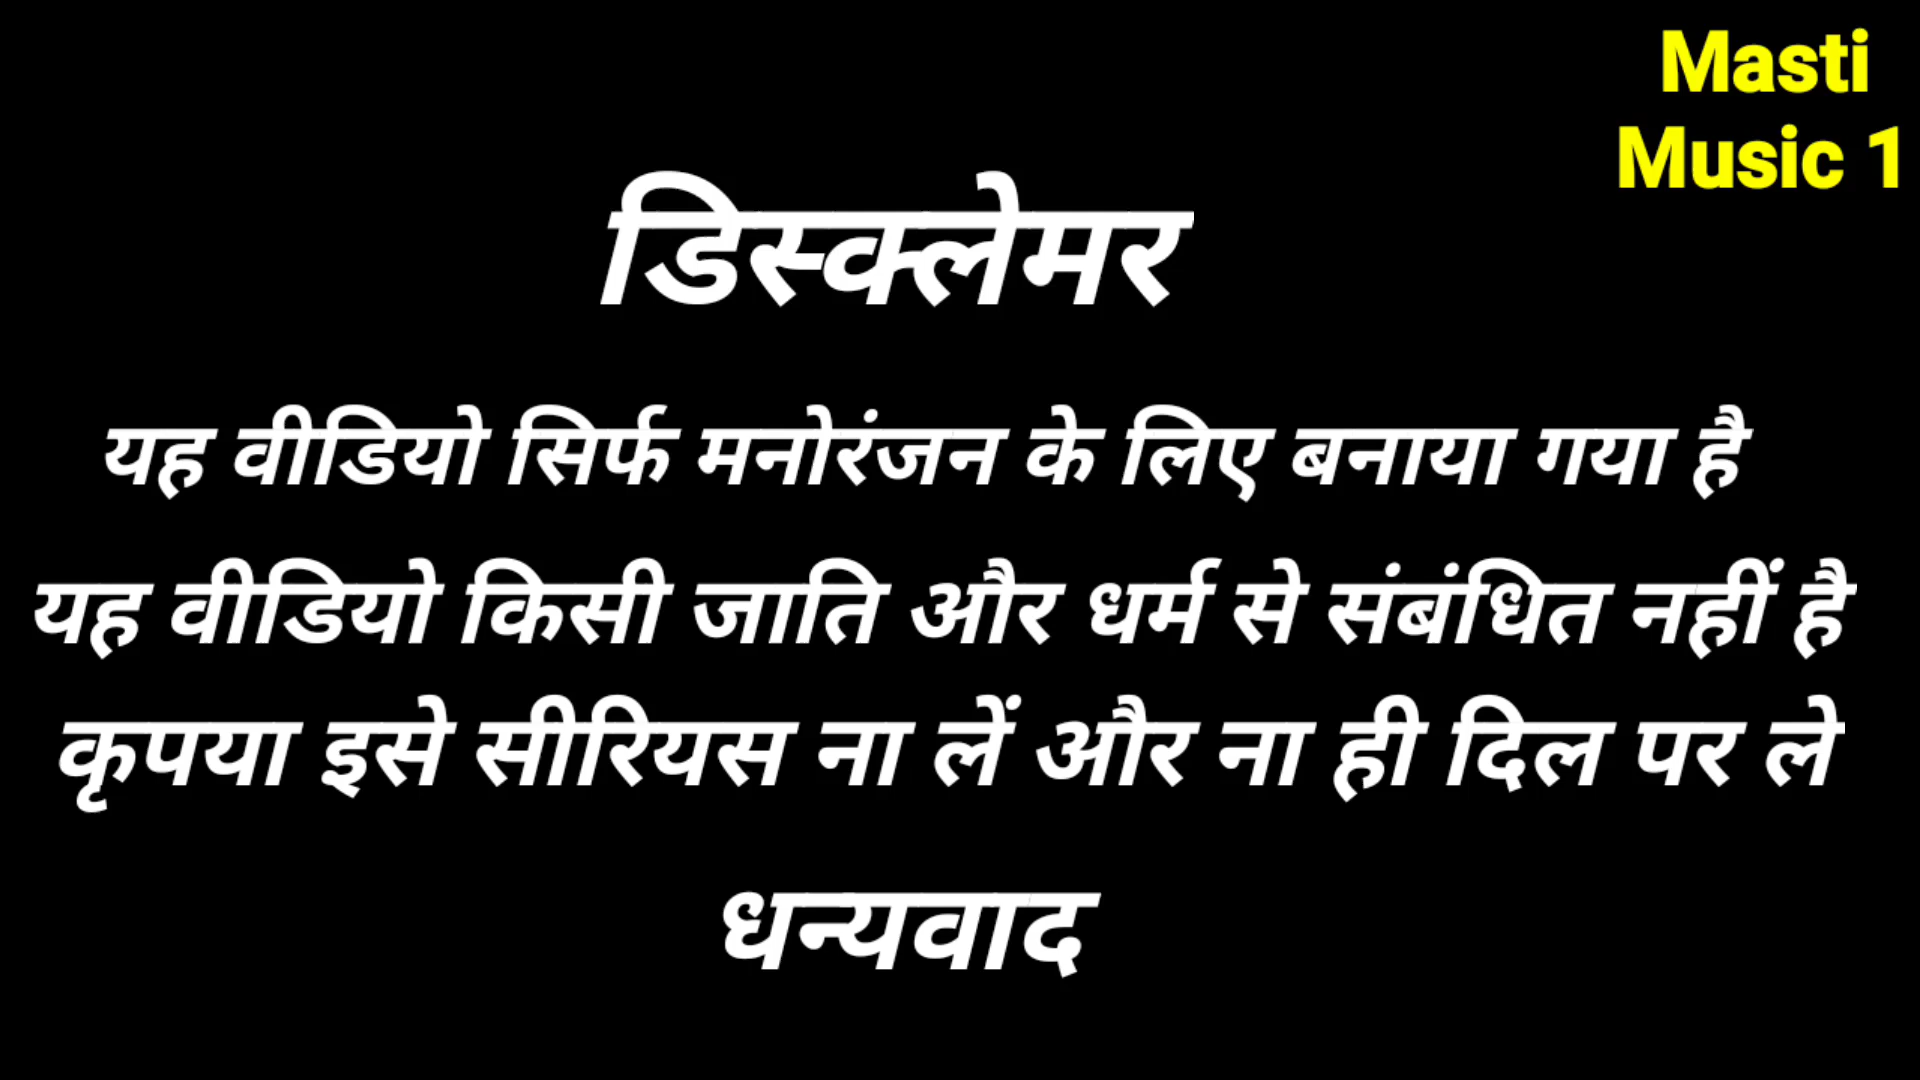 Masti
Music 1
डिस्क्लेमर
यह वीडियो सिर्फ मनोरंजन के लिए बनाया गया है
यह वीडियो किसी जाति और धर्म से संबंधित नहीं है
कृपया इसे सीरियस ना लें और ना ही दिल पर ले
धन्यवाद